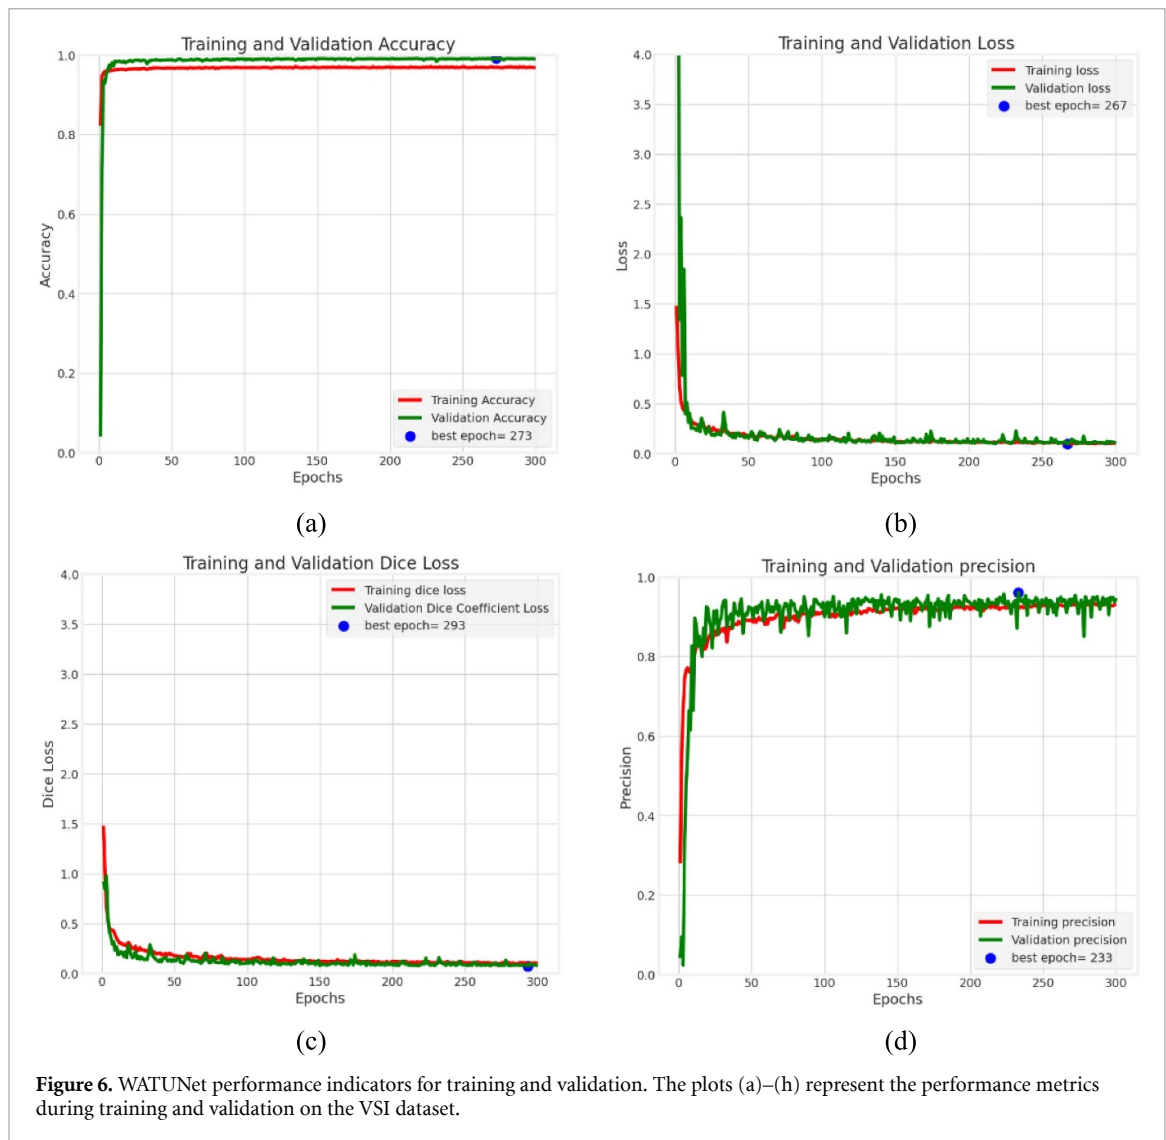 Training and Validation Accuracy
1.0
0.8
0.6
0.4
0.2
0.0
Accuracy
Training Accuracy
Validation Accuracy
best epoch= 273
0 50 100 150 200 250 300
Epochs
(a)
Training and Validation Loss
4.0
3.5
3.0
2.5
2.0
1.5
1.0
0.5
0.0
Loss
Training loss
Validation loss
best epoch= 267
0 50 100 150 200 250 300
Epochs
(b)
Training and Validation Dice Loss
4.0
3.5
3.0
2.5
2.0
1.5
1.0
0.5
0.0
Dice Loss
Training dice loss
Validation Dice Coefficient Loss
best epoch= 293
0 50 100 150 200 250 300
Epochs
(c)
Training and Validation precision
1.0
0.8
0.6
0.4
0.2
0.0
Precision
Training precision
Validation precision
best epoch= 233
0 50 100 150 200 250 300
Epochs
(d)
Figure 6. WATUNet performance indicators for training and validation. The plots (a)–(h) represent the performance metrics
during training and validation on the VSI dataset.